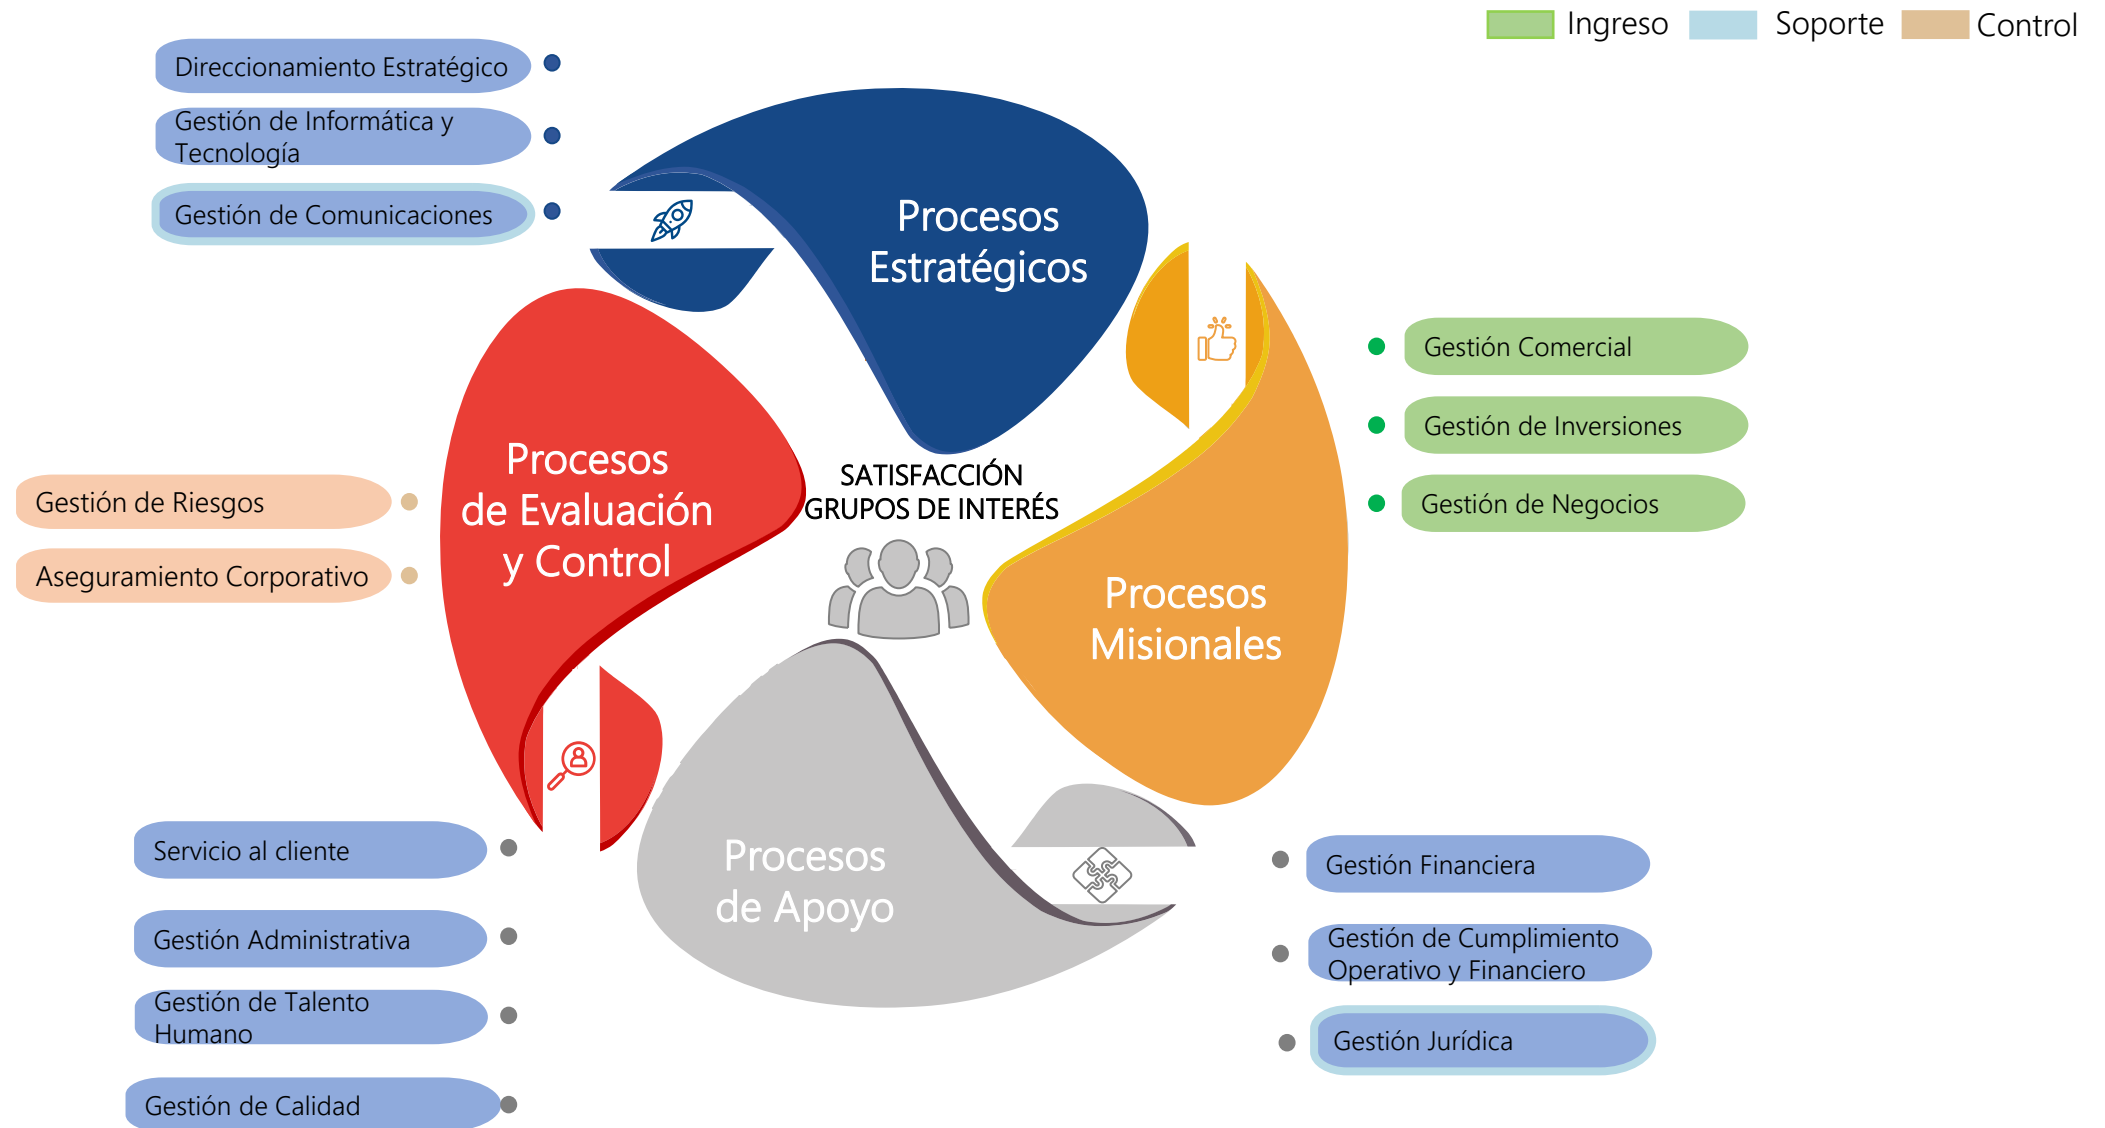 Ingreso
Soporte
Control
Direccionamiento Estratégico
Gestión de Informática y
Tecnología
Gestión de Comunicaciones
Procesos
Estratégicos
Gestión Comercial
Gestión de Inversiones
Gestión de Negocios
Procesos
de Evaluación
y Control
SATISFACCIÓN
GRUPOS DE INTERÉS
Gestión de Riesgos
Aseguramiento Corporativo
Procesos
Misionales
Procesos
de Apoyo
Servicio al cliente
Gestión Administrativa
Gestión de Talento
Humano
Gestión de Calidad
Gestión Financiera
Gestión de Cumplimiento
Operativo y Financiero
Gestión Jurídica